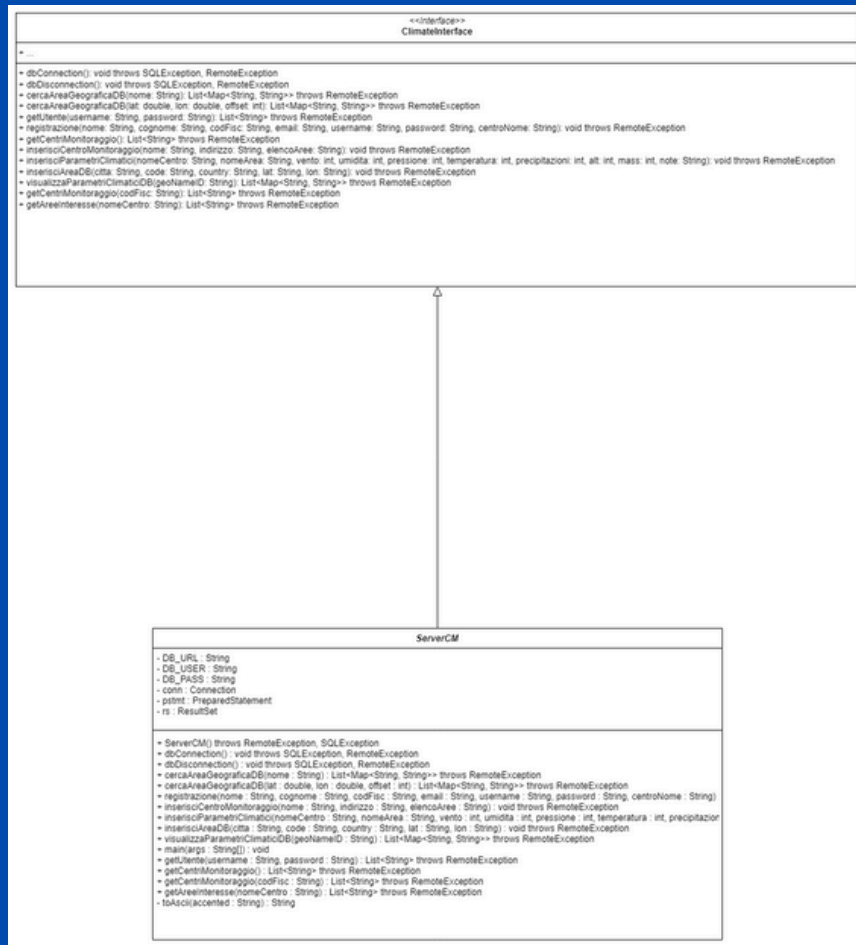 <<Interface>>
ClimateInterface
+ ...
+ dbConnection(): void throws SQLException, RemoteException
+ dbDisconnection(): void throws SQLException, RemoteException
+ cercaAreaGeograficaDB(nome: String): List<Map<String, String>> throws RemoteException
+ cercaAreaGeograficaDB(lat: double, lon: double, offset: int): List<Map<String, String>> throws RemoteException
+ getUtente(username: String, password: String): List<String> throws RemoteException
+ registrazione(nome: String, cognome: String, codFisc: String, email: String, username: String, password: String, centroNome: String): void throws RemoteException
+ getCentriMonitoraggio(): List<String> throws RemoteException
+ inserisciCentroMonitoraggio(nome: String, indirizzo: String, elencoAree: String): void throws RemoteException
+ inserisciParametriClimatici(nomeCentro: String, nomeArea: String, vento: int, umidita: int, pressione: int, temperatura: int, precipitazioni: int, alt: int, mass: int, note: String): void throws RemoteException
+ inserisciAreaDB(citta: String, code: String, country: String, lat: String, lon: String): void throws RemoteException
+ visualizzaParametriClimaticiDB(geoNameID: String): List<Map<String, String>> throws RemoteException
+ getCentriMonitoraggio(codFisc: String): List<String> throws RemoteException
+ getAreeInteresse(nomeCentro: String): List<String> throws RemoteException
ServerCM
- DB_URL : String
- DB_USER : String
- DB_PASS : String
- conn : Connection
- pstmt : PreparedStatement
- rs : ResultSet
+ ServerCM() throws RemoteException, SQLException
+ dbConnection() : void throws SQLException, RemoteException
+ dbDisconnection() : void throws SQLException, RemoteException
+ cercaAreaGeograficaDB(nome : String) : List<Map<String, String>> throws RemoteException
+ cercaAreaGeograficaDB(lat : double, lon : double, offset : int) : List<Map<String, String>> throws RemoteException
+ registrazione(nome : String, cognome : String, codFisc : String, email : String, username : String, password : String, centroNome : String)
+ inserisciCentroMonitoraggio(nome : String, indirizzo : String, elencoAree : String) : void throws RemoteException
+ inserisciParametriClimatici(nomeCentro : String, nomeArea : String, vento : int, umidita : int, pressione : int, temperatura : int, precipitazion
+ inserisciAreaDB(citta : String, code : String, country : String, lat : String, lon : String) : void throws RemoteException
+ visualizzaParametriClimaticiDB(geoNameID : String) : List<Map<String, String>> throws RemoteException
+ main(args : String[]) : void
+ getUtente(username : String, password : String) : List<String> throws RemoteException
+ getCentriMonitoraggio() : List<String> throws RemoteException
+ getCentriMonitoraggio(codFisc : String) : List<String> throws RemoteException
+ getAreeInteresse(nomeCentro : String) : List<String> throws RemoteException
- toAscii(accented : String) : String